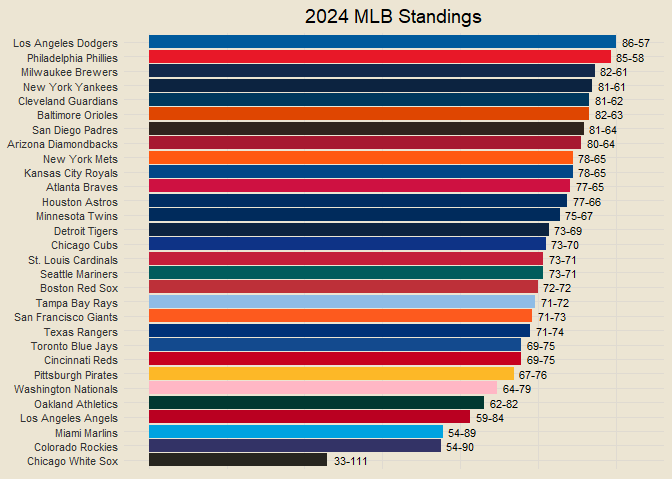 2024 MLB Standings
Los Angeles Dodgers 86-57
Philadelphia Phillies 85-58
Milwaukee Brewers 82-61
New York Yankees 81-61
Cleveland Guardians 81-62
Baltimore Orioles 82-63
San Diego Padres 81-64
Arizona Diamondbacks 80-64
New York Mets 78-65
Kansas City Royals 78-65
Atlanta Braves 77-65
Houston Astros 77-66
Minnesota Twins 75-67
Detroit Tigers 73-69
Chicago Cubs 73-70
St. Louis Cardinals 73-71
Seattle Mariners 73-71
Boston Red Sox 72-72
Tampa Bay Rays 71-72
San Francisco Giants 71-73
Texas Rangers 71-74
Toronto Blue Jays 69-75
Cincinnati Reds 69-75
Pittsburgh Pirates 67-76
Washington Nationals 64-79
Oakland Athletics 62-82
Los Angeles Angels 59-84
Miami Marlins 54-89
Colorado Rockies 54-90
Chicago White Sox 33-111